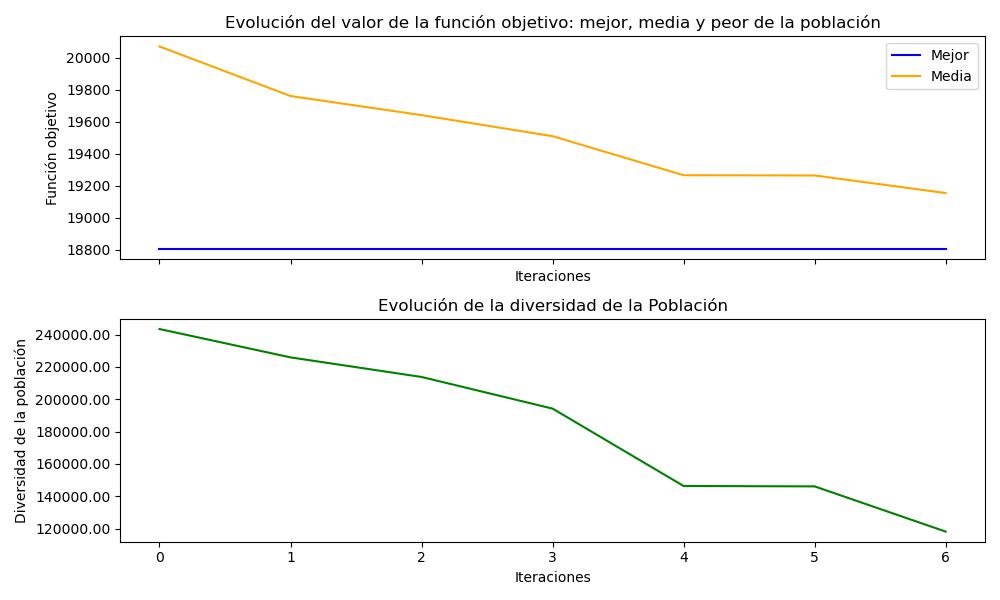 Evolución del valor de la función objetivo: mejor, media y peor de la población
Mejor
Media
Función objetivo
20000
19800
19600
19400
19200
19000
18800
Iteraciones
Evolución de la diversidad de la Población
Diversidad de la población
240000.00
220000.00
200000.00
180000.00
160000.00
140000.00
120000.00
0 1 2 3 4 5 6
Iteraciones